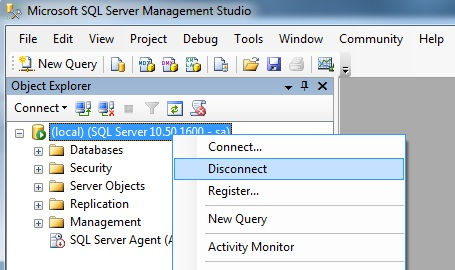 Microsoft SQL Server Management Studio
File Edit View Debug Tools Window Community Help
New Query
Object Explorer
Connect
(local) (SQL Server 10.50.1600 - sa)
Databases
Security
Server Objects
Replication
Management
SQL Server Agent (A
Connect...
Disconnect
Register...
New Query
Activity Monitor